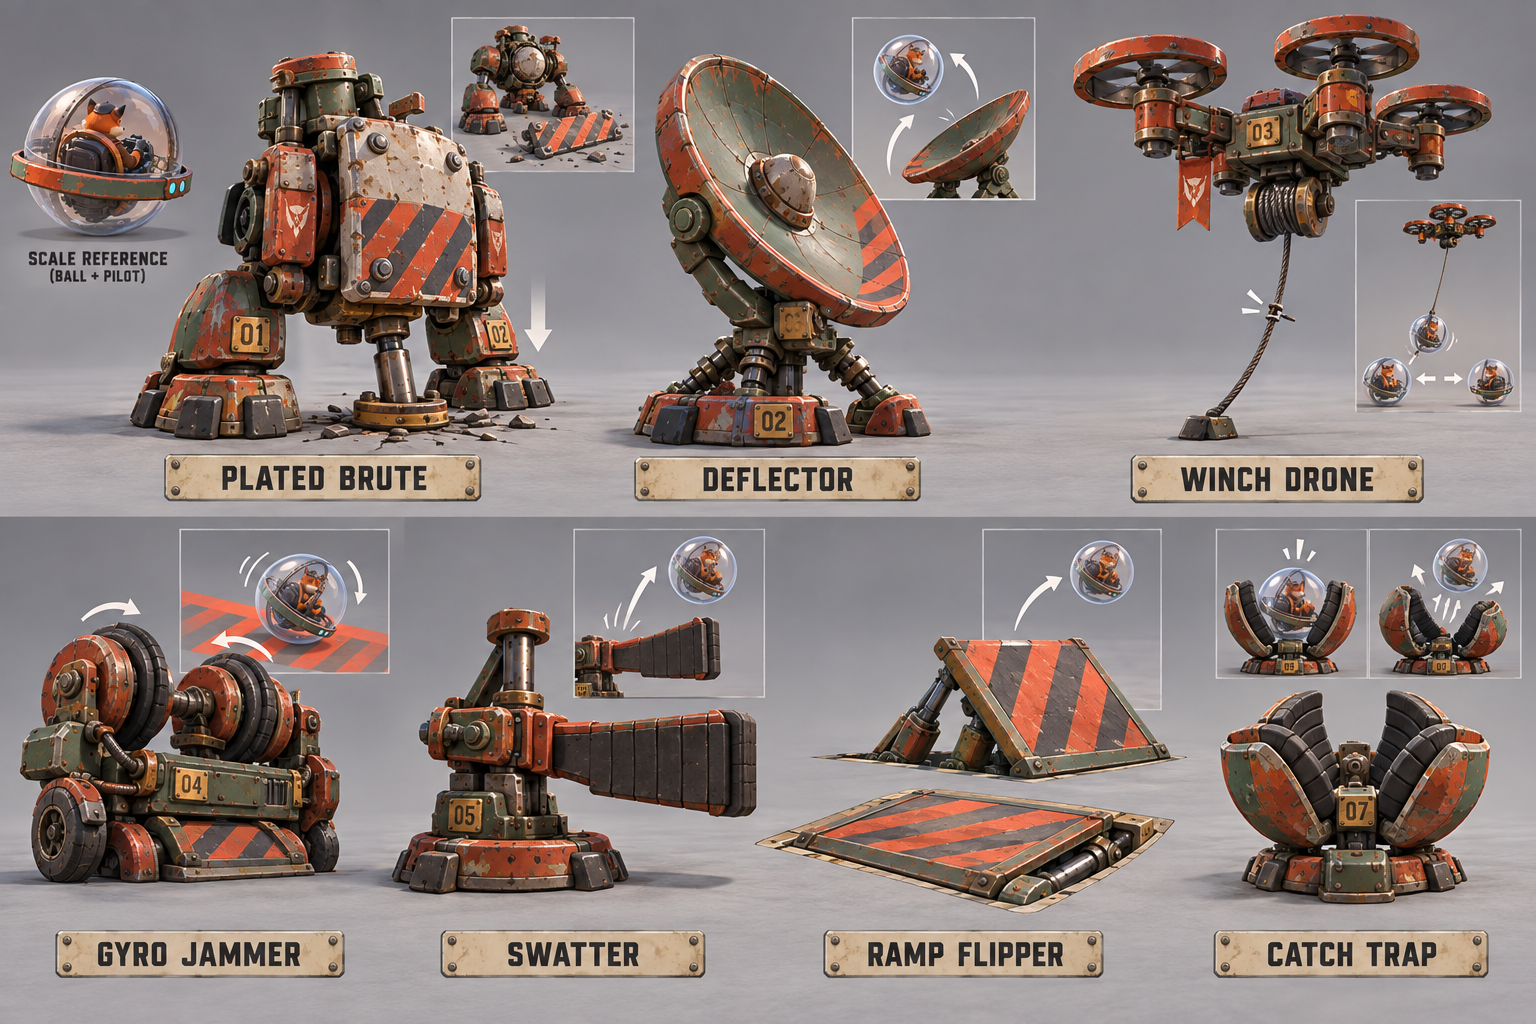 SCALE REFERENCE
(BALL + PILOT)
01
02
02
03
PLATED BRUTE
DEFLECTOR
WINCH DRONE
04
05
07
GYRO JAMMER
SWATTER
RAMP FLIPPER
CATCH TRAP